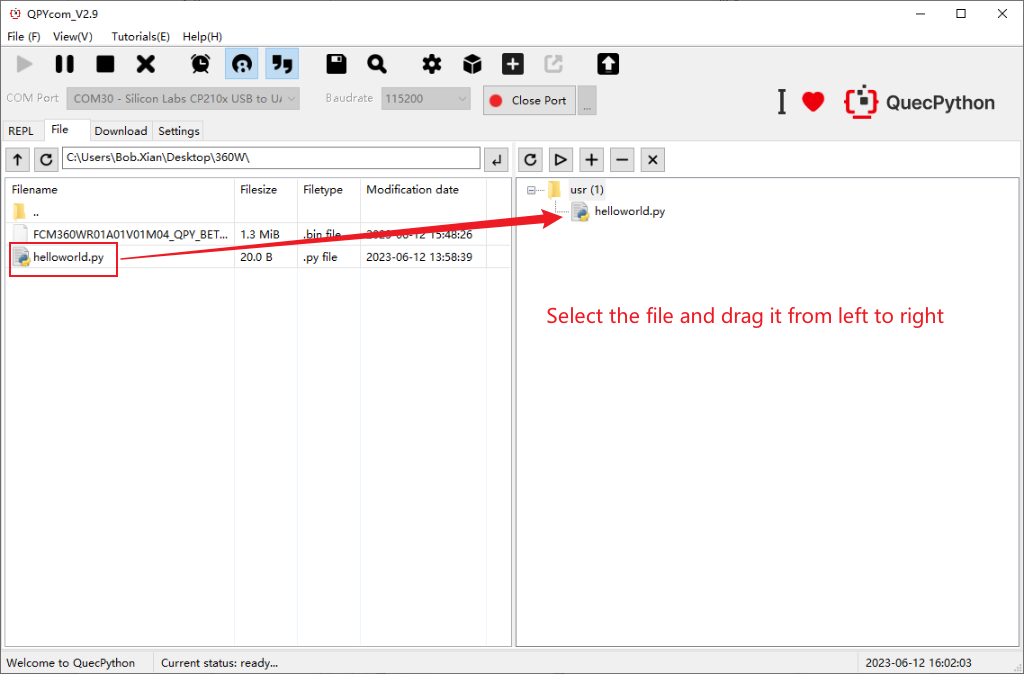 QPYcom_V2.9
File (F) View(V) Tutorials(E) Help(H)
COM Port COM30 - Silicon Labs CP210x USB to UA Baudrate 115200 Close Port ... I QuecPython
REPL File Download Settings
C:\Users\Bob.Xian\Desktop\360W\
Filename Filesize Filetype Modification date
usr (1)
..
helloworld.py
FCM360WR01A01V01M04_QPY_BET... 1.3 MiB .bin file 2023-06-12 15:48:26
helloworld.py 20.0 B .py file 2023-06-12 13:58:39
Select the file and drag it from left to right
Welcome to QuecPython Current status: ready... 2023-06-12 16:02:03